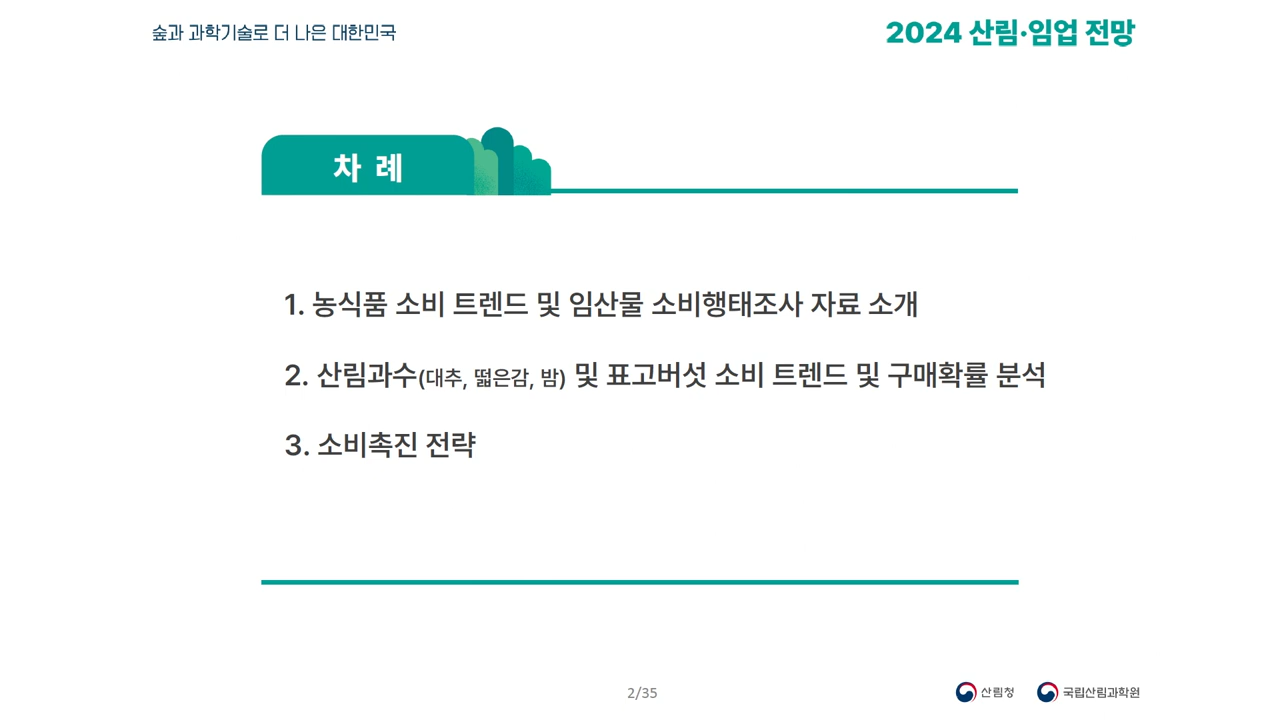 숲과 과학기술로 더 나은 대한민국
2024 산림·임업 전망
차 례
1. 농식품 소비 트렌드 및 임산물 소비행태조사 자료 소개
2. 산림과수(대추, 떫은감, 밤) 및 표고버섯 소비 트렌드 및 구매확률 분석
3. 소비촉진 전략
2/35
산림청
국립산림과학원